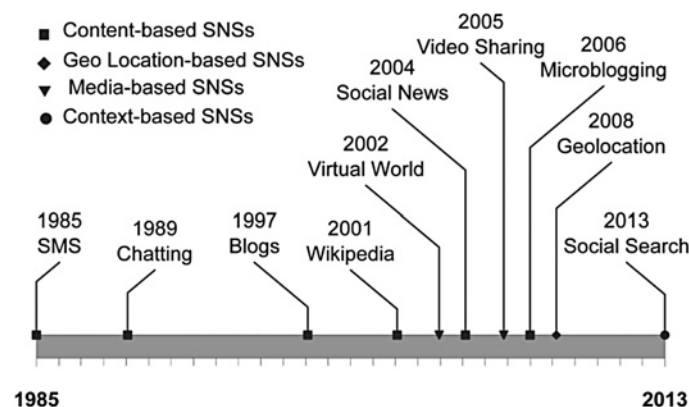 Content-based SNSs
Geo Location-based SNSs
Media-based SNSs
Context-based SNSs
1985
SMS
1989
Chatting
1997
Blogs
2001
Wikipedia
2002
Virtual World
2004
Social News
2005
Video Sharing
2006
Microblogging
2008
Geolocation
2013
Social Search
1985
2013